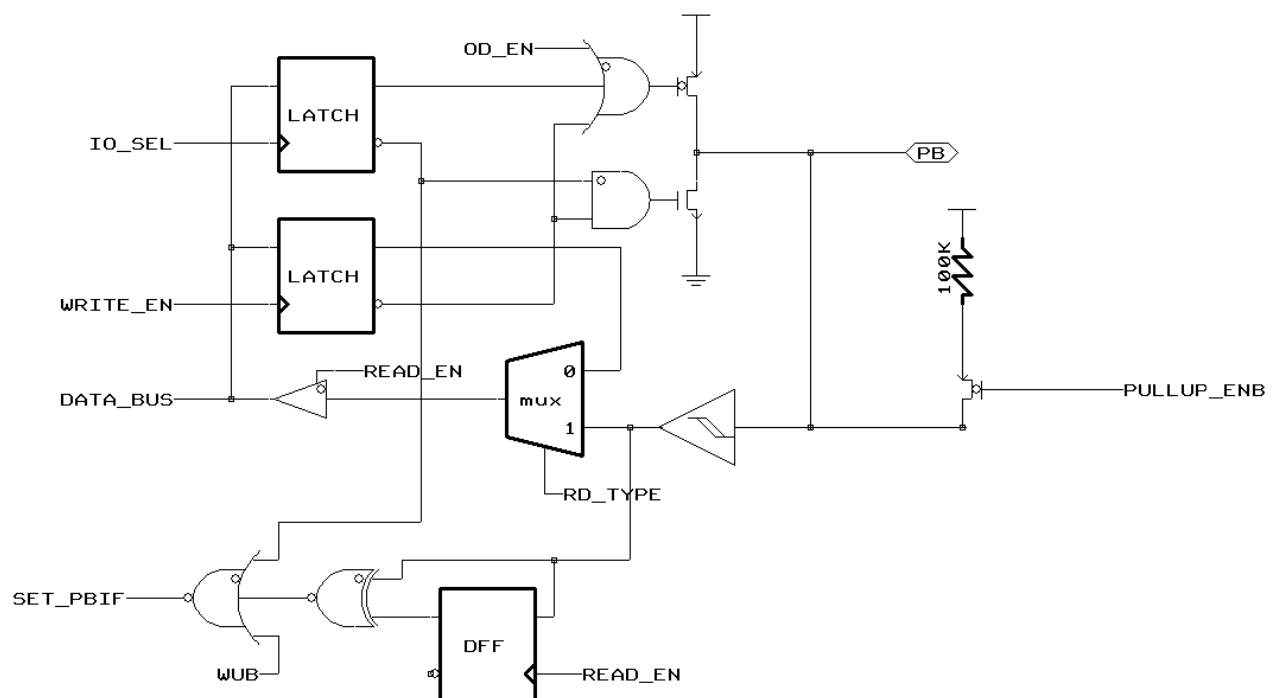 OD_EN
LATCH
IO_SEL
PB
LATCH
100K
WRITE_EN
READ_EN
0
DATA_BUS
mux
PULLUP_ENB
1
RD_TYPE
SET_PBIF
DFF
WUB
READ_EN